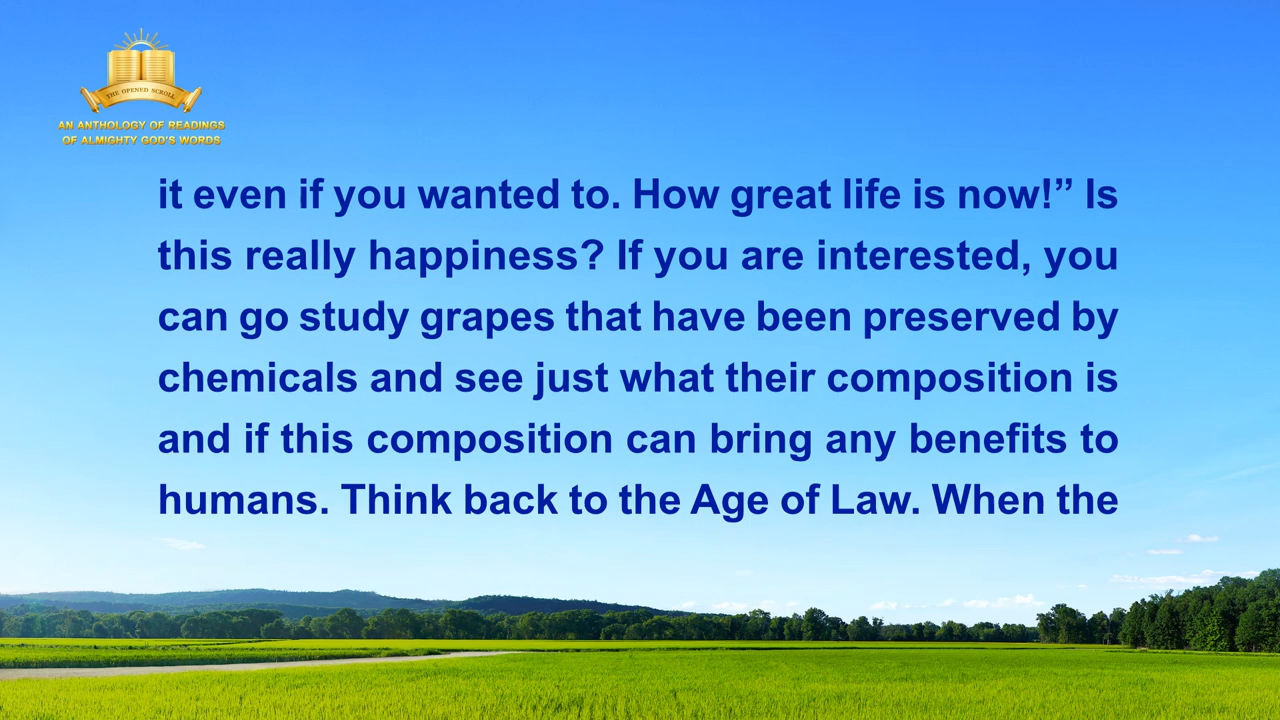 THE OPENED SCROLL
AN ANTHOLOGY OF READINGS
OF ALMIGHTY GOD'S WORDS
it even if you wanted to. How great life is now!” Is
this really happiness? If you are interested, you
can go study grapes that have been preserved by
chemicals and see just what their composition is
and if this composition can bring any benefits to
humans. Think back to the Age of Law. When the